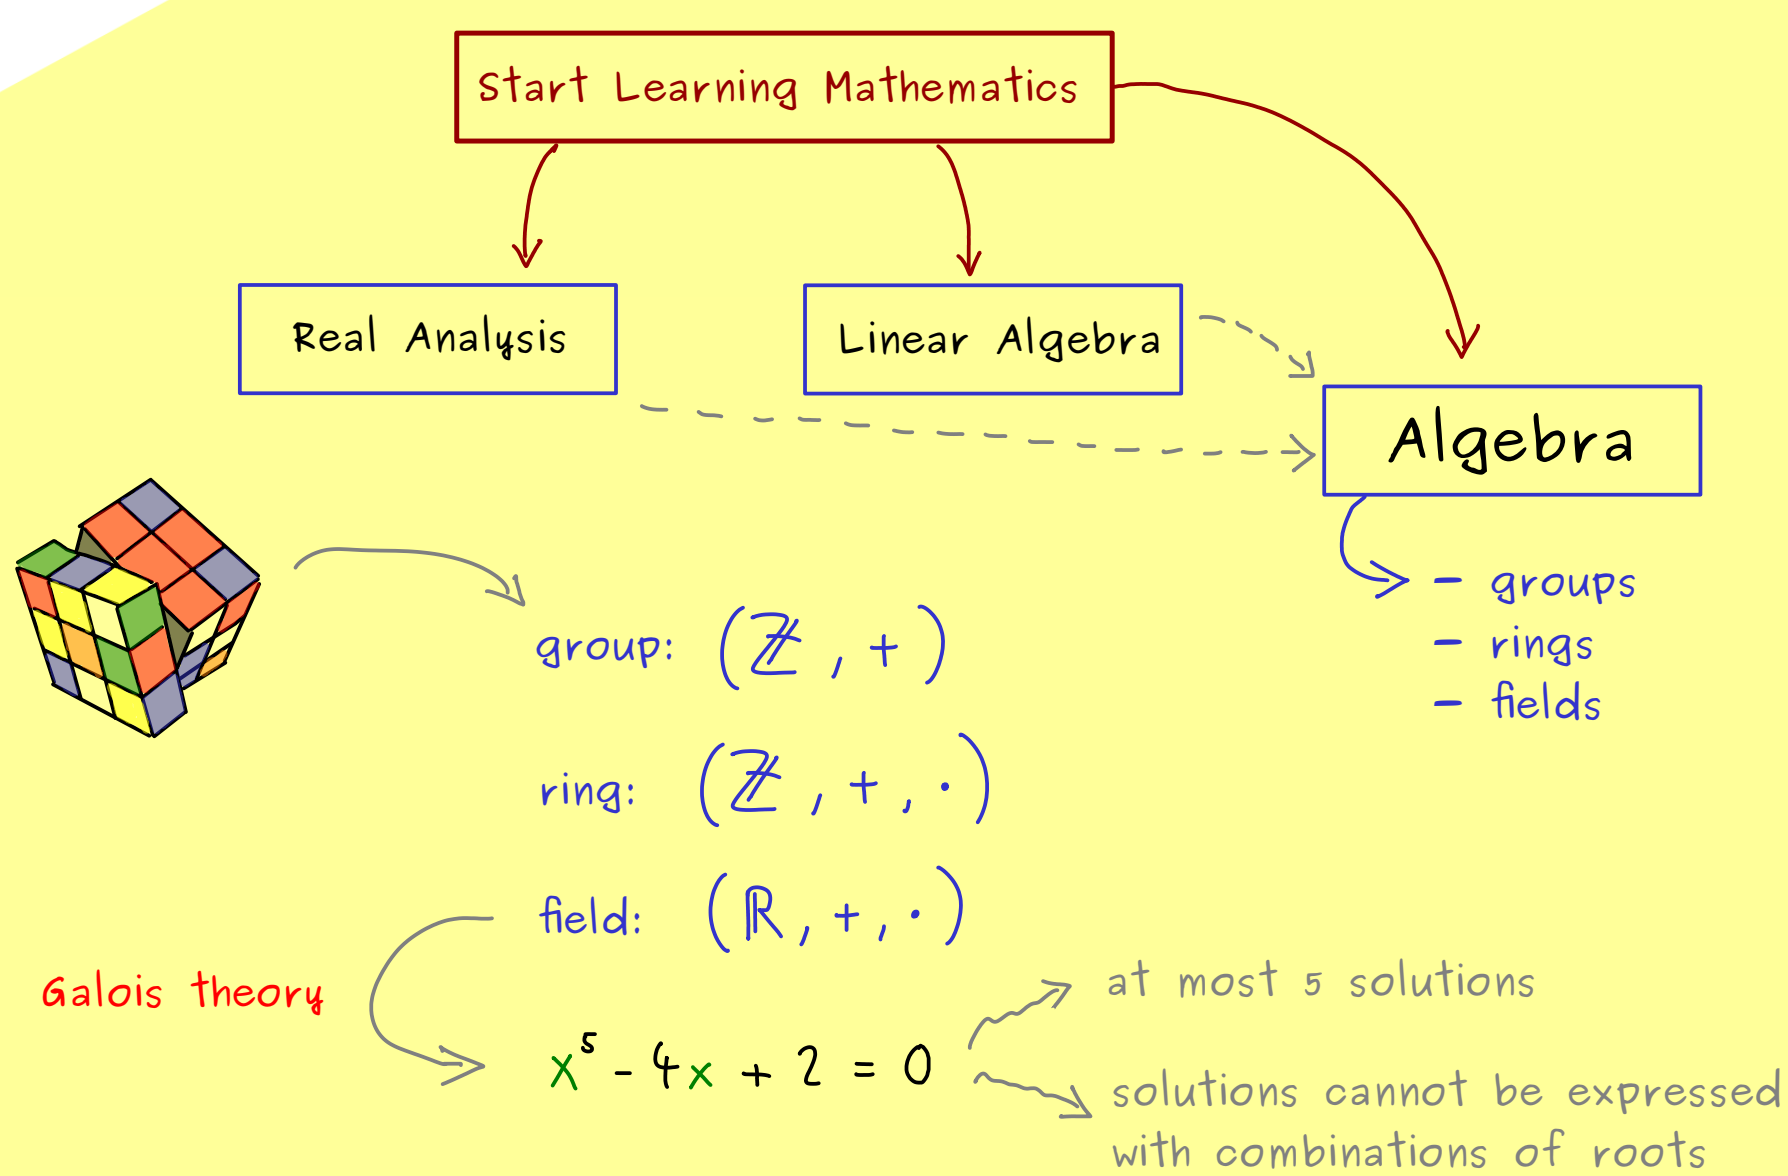 Start Learning Mathematics
Real Analysis
Linear Algebra
Algebra
- groups
- rings
- fields
group: (ℤ, +)
ring: (ℤ, +, ·)
field: (ℝ, +, ·)
Galois theory
x⁵ - 4x + 2 = 0
at most 5 solutions
solutions cannot be expressed
with combinations of roots